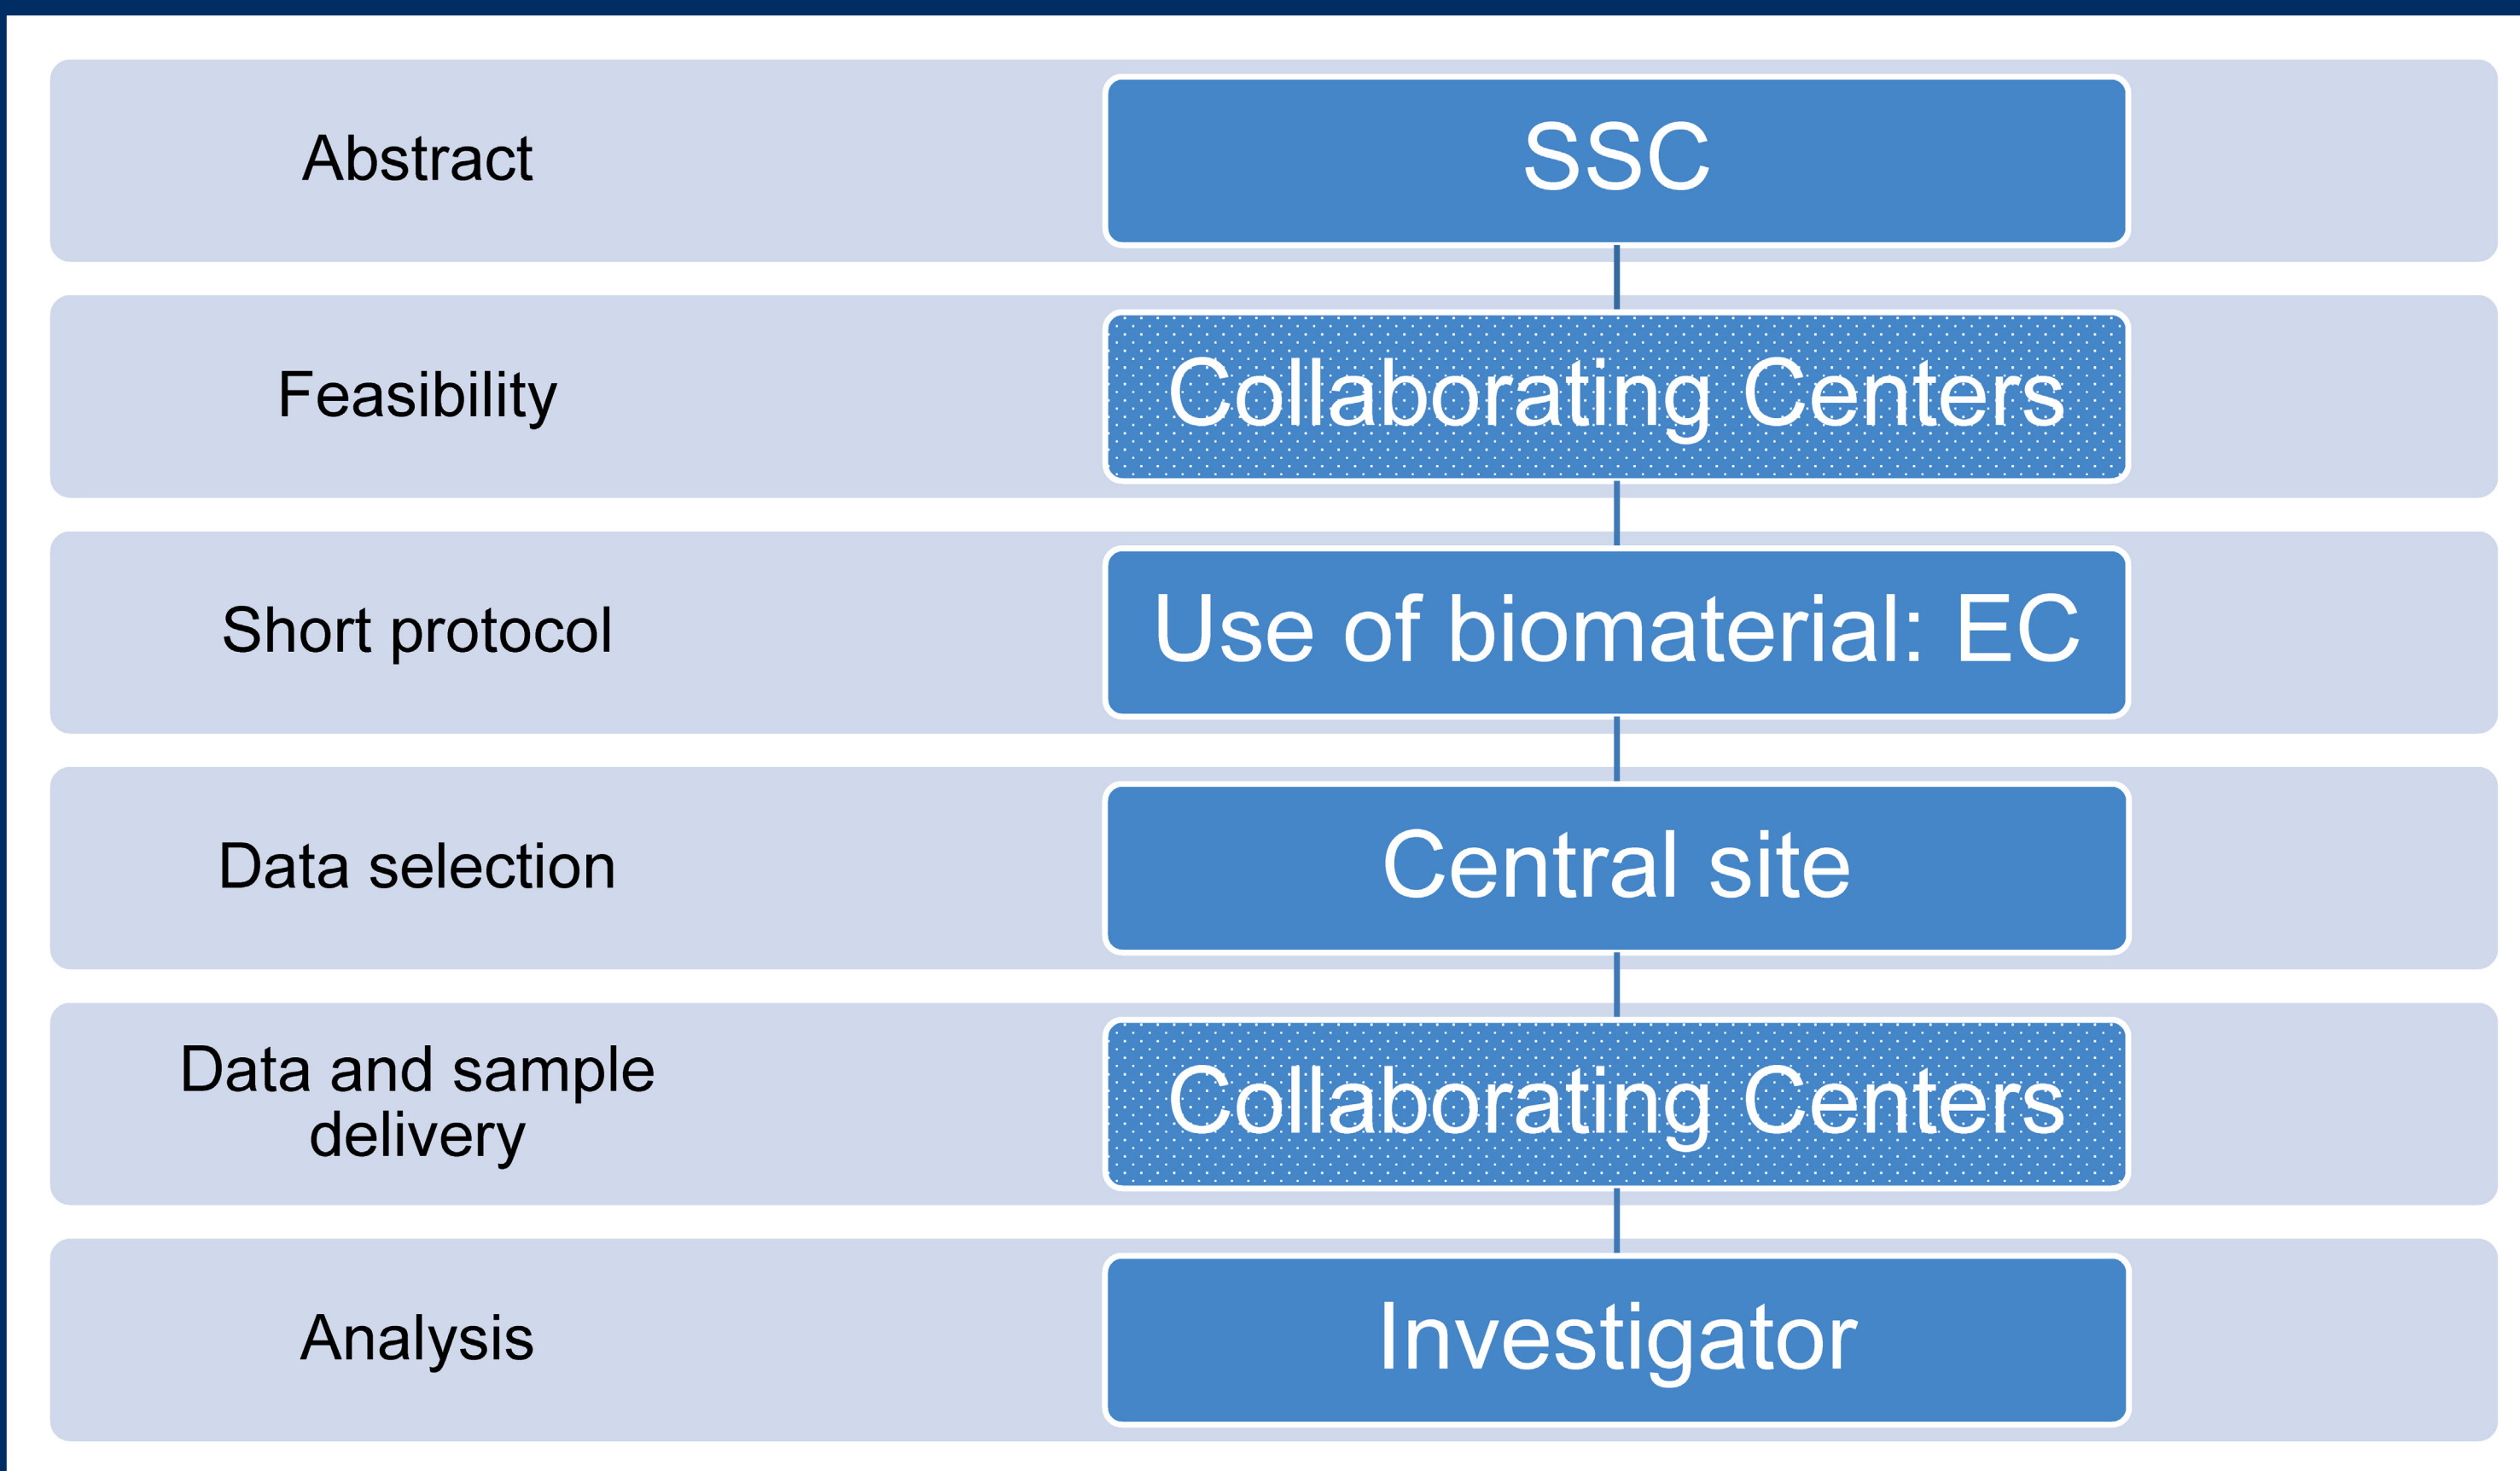 Abstract
SSC
Feasibility
Collaborating Centers
Short protocol
Use of biomaterial: EC
Data selection
Central site
Data and sample
delivery
Collaborating Centers
Analysis
Investigator